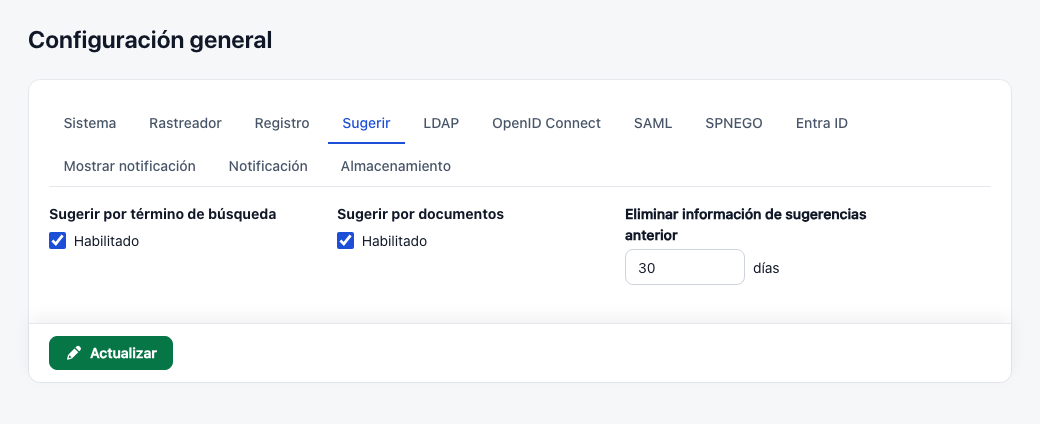 Configuración general
Sistema Rastreador Registro Sugerir LDAP OpenID Connect SAML SPNEGO Entra ID
Mostrar notificación Notificación Almacenamiento
Sugerir por término de búsqueda
Habilitado
Sugerir por documentos
Habilitado
Eliminar información de sugerencias
anterior
30 días
Actualizar